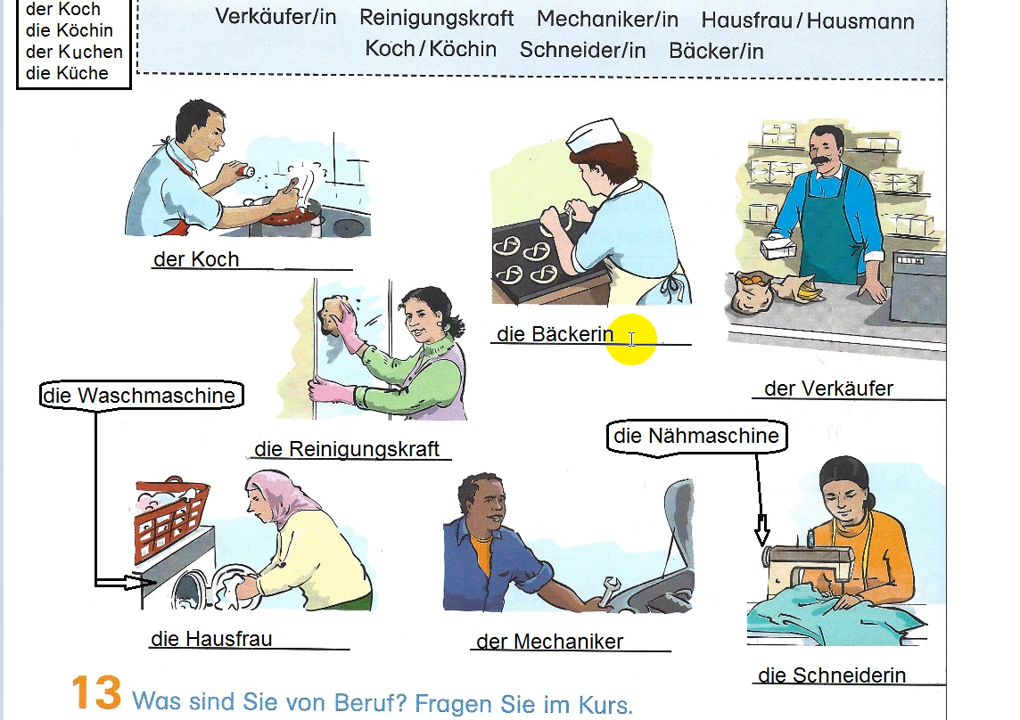 der Koch
die Köchin
der Kuchen
die Küche
Verkäufer/in Reinigungskraft Mechaniker/in Hausfrau/Hausmann
Koch/Köchin Schneider/in Bäcker/in
der Koch
die Bäckerin
der Verkäufer
die Waschmaschine
die Reinigungskraft
die Nähmaschine
die Hausfrau
der Mechaniker
die Schneiderin
13 Was sind Sie von Beruf? Fragen Sie im Kurs.